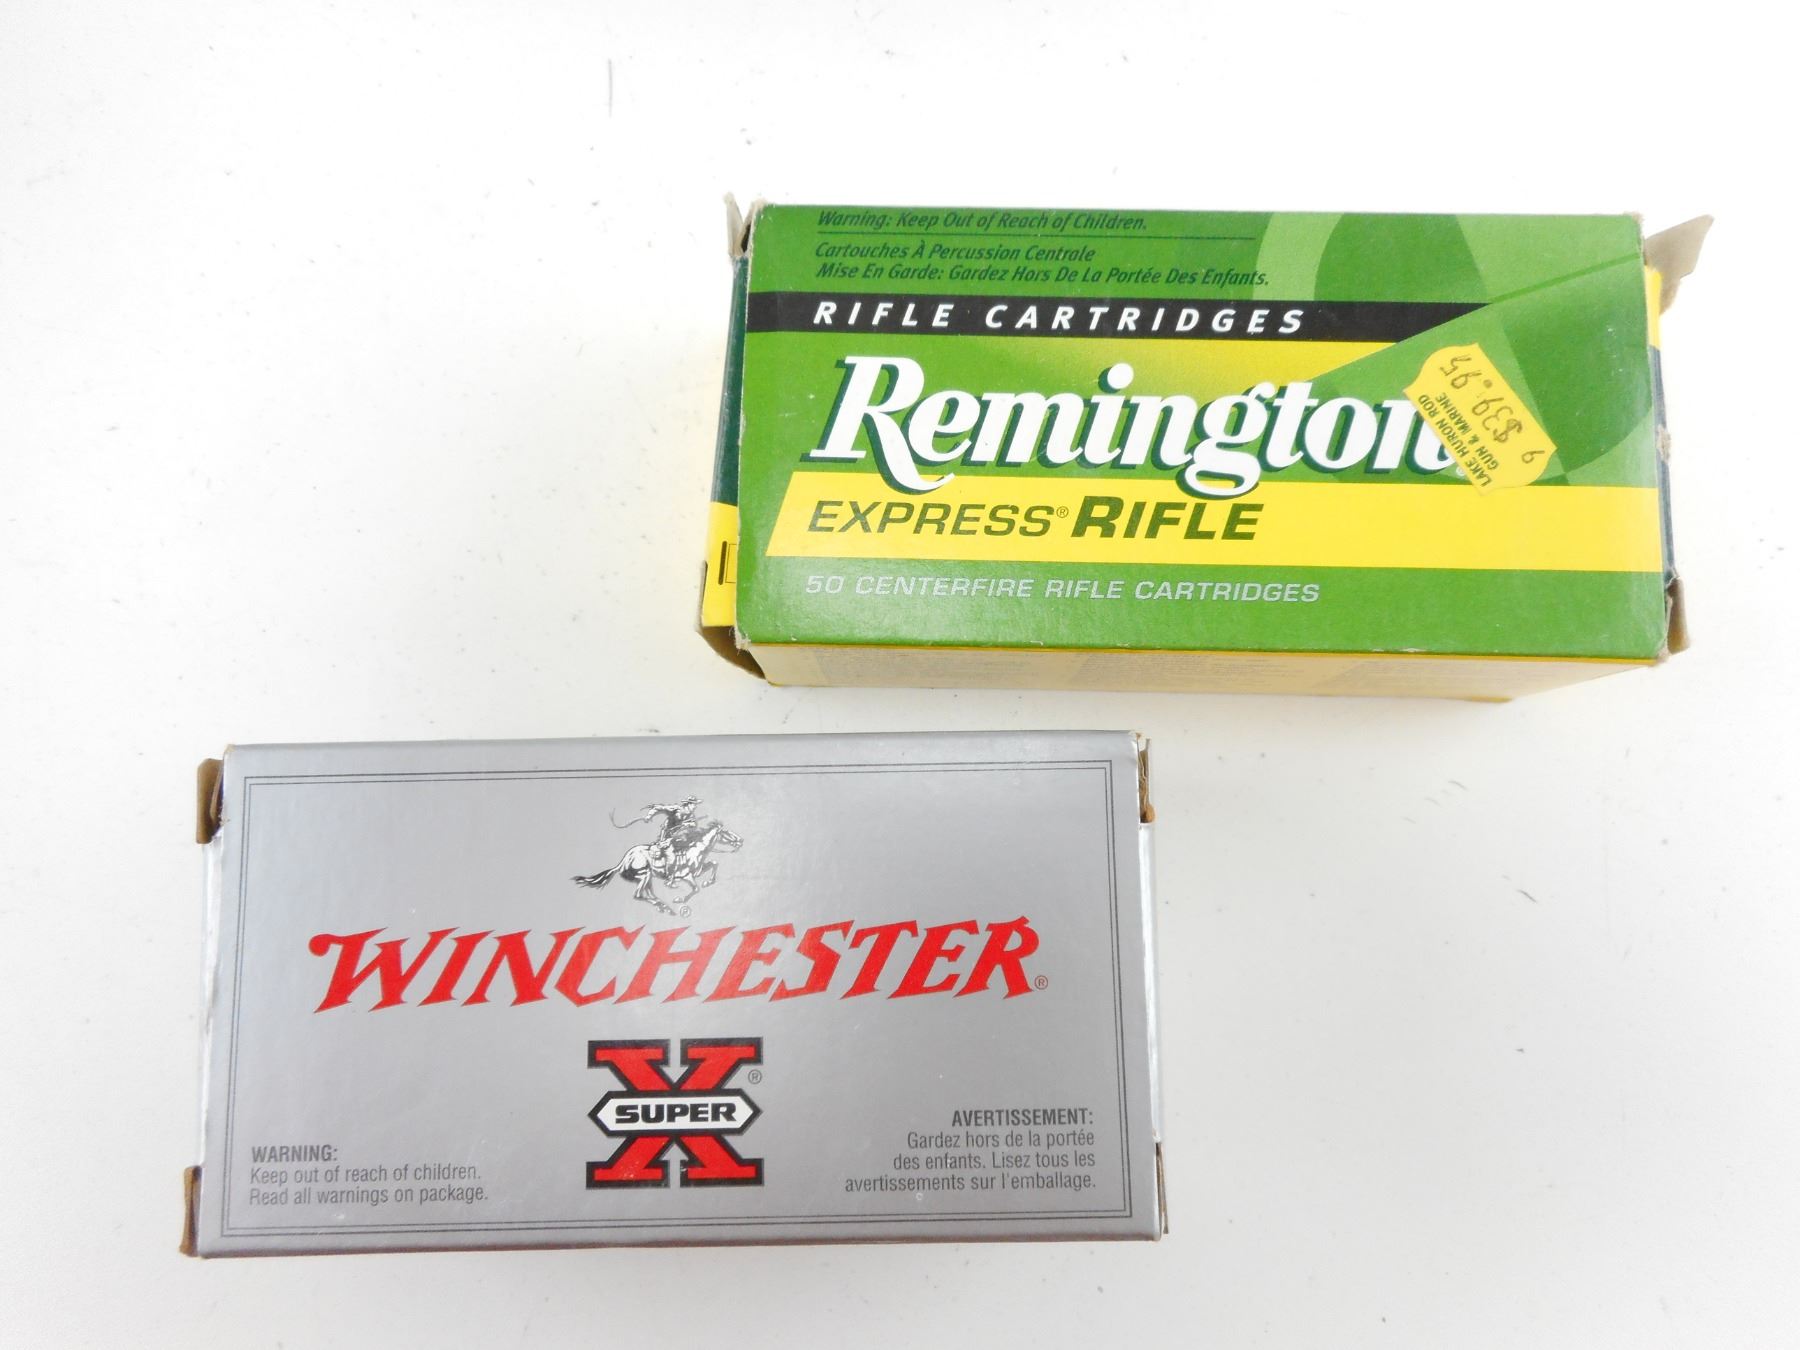 Warning: Keep Out of Reach of Children.
Cartouches À Percussion Centrale
Mise En Garde: Gardez Hors De La Portée Des Enfants.
RIFLE CARTRIDGES
Remington
EXPRESS® RIFLE
50 CENTERFIRE RIFLE CARTRIDGES
LAKE HURON ROD
GUN & MARINE
$39.95
9
WINCHESTER®
X®
SUPER
WARNING:
Keep out of reach of children.
Read all warnings on package.
AVERTISSEMENT:
Gardez hors de la portée
des enfants. Lisez tous les
avertissements sur l'emballage.